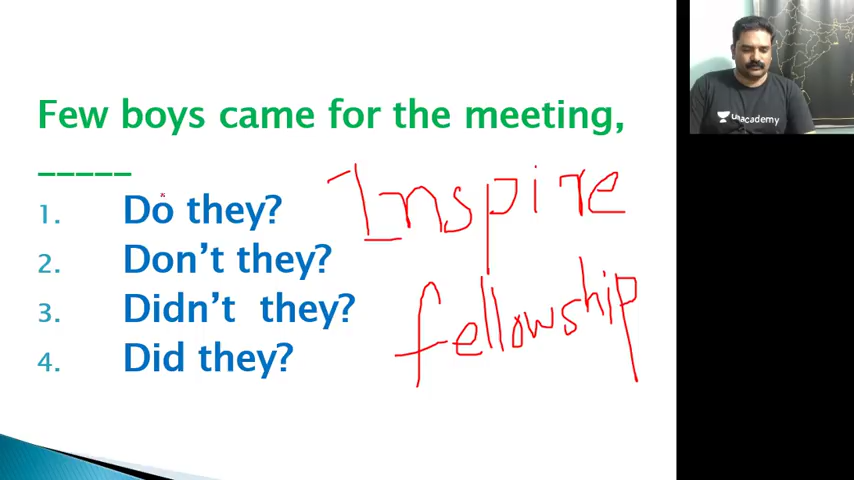 Few boys came for the meeting,
_____
1. Do they?
2. Don't they?
3. Didn't they?
4. Did they?
Inspire
fellowship
unacademy